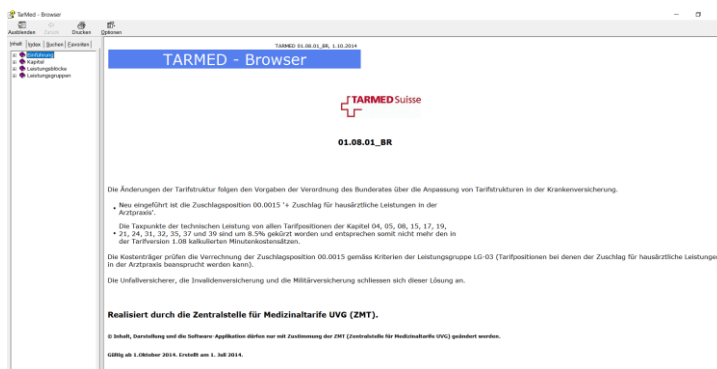 TarMed - Browser
Ausblenden Zurück Drucken Optionen
Inhalt Index Suchen Favoriten
Einführung
Kapitel
Leistungsblöcke
Leistungsgruppen
TARMED 01.08.01_BR, 1.10.2014
TARMED - Browser
TARMED Suisse
01.08.01_BR
Die Änderungen der Tarifstruktur folgen den Vorgaben der Verordnung des Bundesrates über die Anpassung von Tarifstrukturen in der Krankenversicherung.
• Neu eingeführt ist die Zuschlagsposition 00.0015 '+ Zuschlag für hausärztliche Leistungen in der
Arztpraxis'.
Die Taxpunkte der technischen Leistung von allen Tarifpositionen der Kapitel 04, 05, 08, 15, 17, 19,
• 21, 24, 31, 32, 35, 37 und 39 sind um 8.5% gekürzt worden und entsprechen somit nicht mehr den in
der Tarifversion 1.08 kalkulierten Minutenkostensätzen.
Die Kostenträger prüfen die Verrechnung der Zuschlagsposition 00.0015 gemäss Kriterien der Leistungsgruppe LG-03 (Tarifpositionen bei denen der Zuschlag für hausärztliche Leistunge
in der Arztpraxis beansprucht werden kann).
Die Unfallversicherer, die Invalidenversicherung und die Militärversicherung schliessen sich dieser Lösung an.
Realisiert durch die Zentralstelle für Medizinaltarife UVG (ZMT).
© Inhalt, Darstellung und die Software-Applikation dürfen nur mit Zustimmung der ZMT (Zentralstelle für Medizinaltarife UVG) geändert werden.
Gültig ab 1.Oktober 2014. Erstellt am 1. Juli 2014.